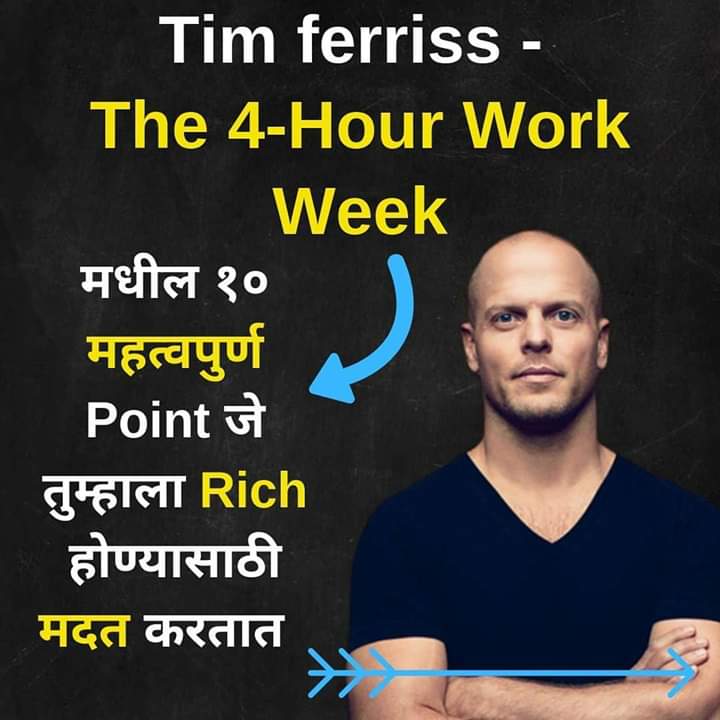 Tim ferriss -
The 4-Hour Work
Week
मधील १०
महत्वपुर्ण
Point जे
तुम्हाला Rich
होण्यासाठी
मदत करतात